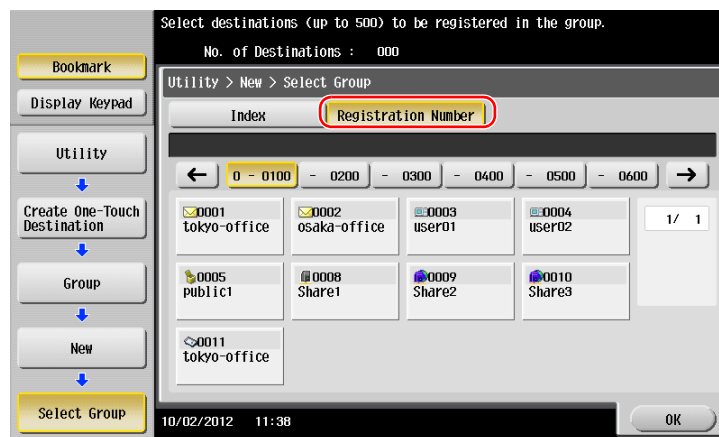 Select destinations (up to 500) to be registered in the group.
No. of Destinations : 000
Bookmark
Display Keypad
Utility
Create One-Touch
Destination
Group
New
Select Group
Utility > New > Select Group
Index
Registration Number
← 0 - 0100 - 0200 - 0300 - 0400 - 0500 - 0600 →
0001
tokyo-office
0002
osaka-office
0003
user01
0004
user02
1/ 1
0005
public1
0008
Share1
0009
Share2
0010
Share3
0011
tokyo-office
10/02/2012 11:38
OK